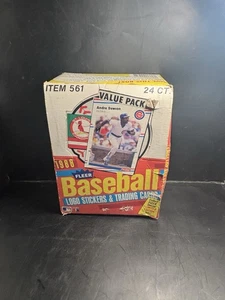 ITEM 561
24 CT.
VALUE PACK
Andre Dawson
1988
FLEER
Baseball
LOGO STICKERS & TRADING CARDS